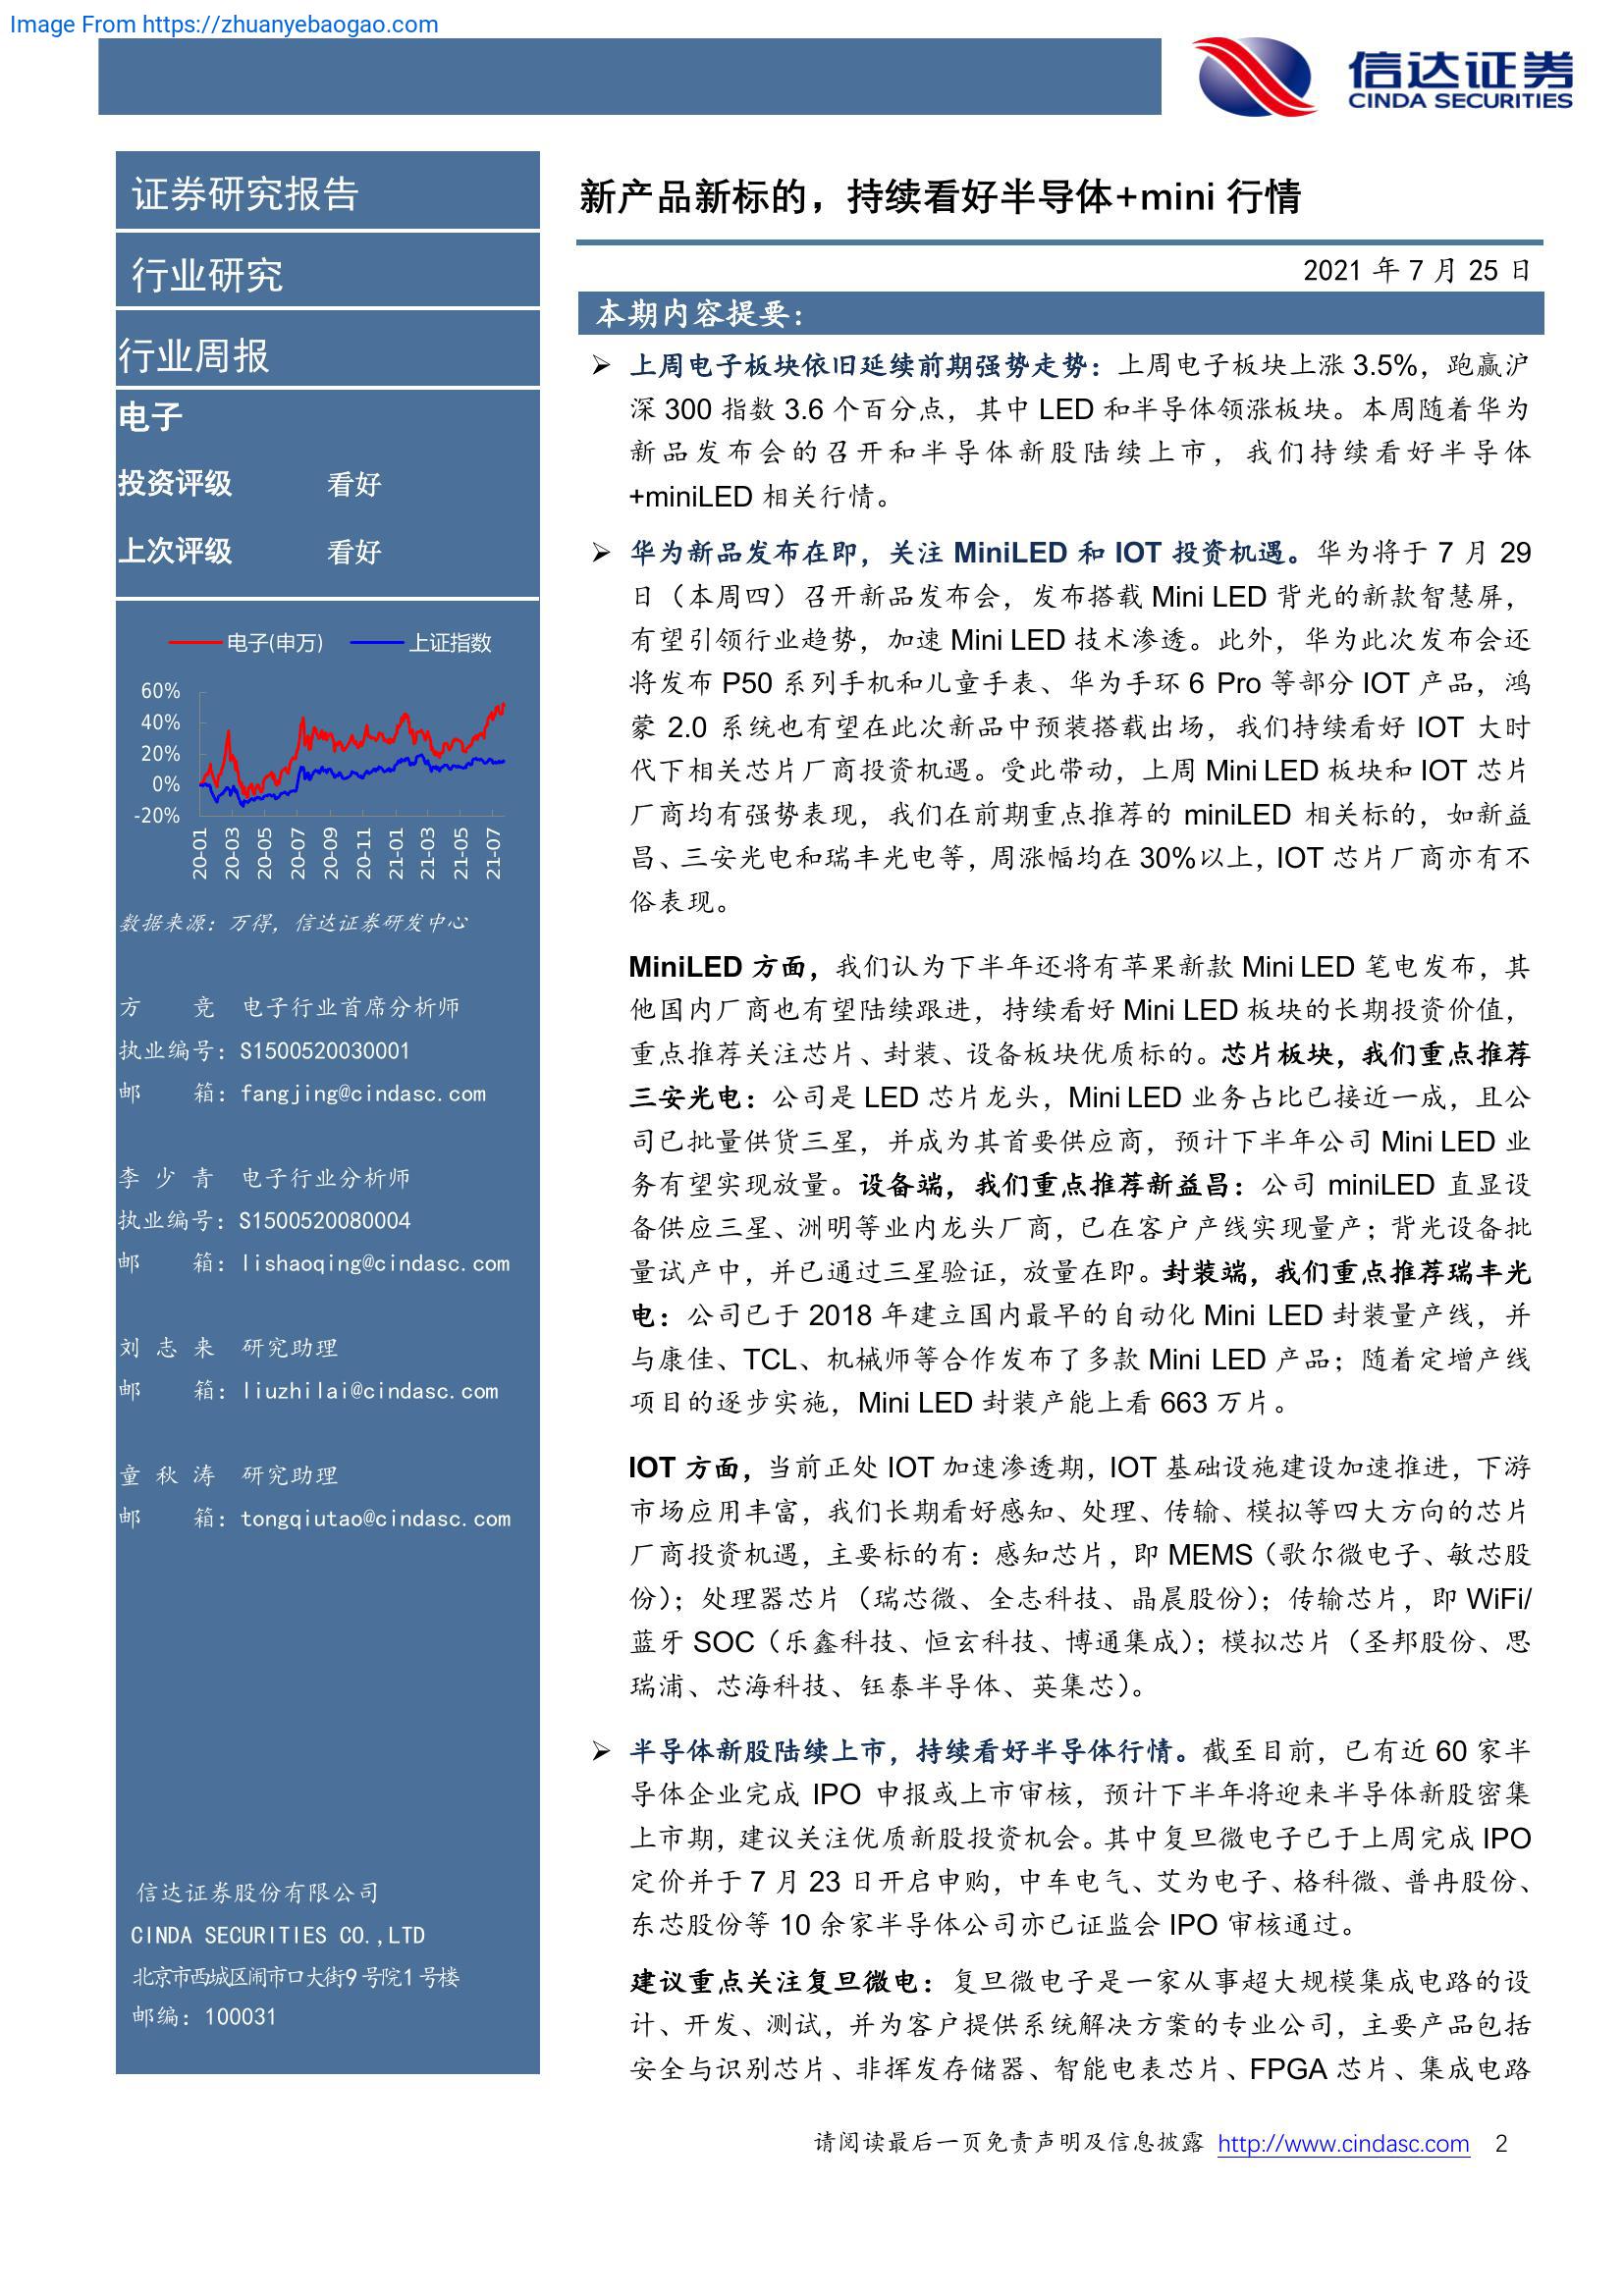 Image From https://zhuanyebaogao.com
信达证券
CINDA SECURITIES
证券研究报告
行业研究
行业周报
电子
投资评级 看好
上次评级 看好
电子(申万) 上证指数
60%
40%
20%
0%
-20%
20-01 20-03 20-05 20-07 20-09 20-11 21-01 21-03 21-05 21-07
数据来源：万得，信达证券研发中心
方 竞 电子行业首席分析师
执业编号：S1500520030001
邮 箱：fangjing@cindasc.com
李 少 青 电子行业分析师
执业编号：S1500520080004
邮 箱：lishaoqing@cindasc.com
刘 志 来 研究助理
邮 箱：liuzhilai@cindasc.com
童 秋 涛 研究助理
邮 箱：tongqiutao@cindasc.com
信达证券股份有限公司
CINDA SECURITIES CO.,LTD
北京市西城区闹市口大街9号院1号楼
邮编：100031
新产品新标的，持续看好半导体+mini 行情
2021 年 7 月 25 日
本期内容提要：
➢ 上周电子板块依旧延续前期强势走势：上周电子板块上涨 3.5%，跑赢沪
深 300 指数 3.6 个百分点，其中 LED 和半导体领涨板块。本周随着华为
新品发布会的召开和半导体新股陆续上市，我们持续看好半导体
+miniLED 相关行情。
➢ 华为新品发布在即，关注 MiniLED 和 IOT 投资机遇。华为将于 7 月 29
日（本周四）召开新品发布会，发布搭载 Mini LED 背光的新款智慧屏，
有望引领行业趋势，加速 Mini LED 技术渗透。此外，华为此次发布会还
将发布 P50 系列手机和儿童手表、华为手环 6 Pro 等部分 IOT 产品，鸿
蒙 2.0 系统也有望在此次新品中预装搭载出场，我们持续看好 IOT 大时
代下相关芯片厂商投资机遇。受此带动，上周 Mini LED 板块和 IOT 芯片
厂商均有强势表现，我们在前期重点推荐的 miniLED 相关标的，如新益
昌、三安光电和瑞丰光电等，周涨幅均在 30%以上，IOT 芯片厂商亦有不
俗表现。
MiniLED 方面，我们认为下半年还将有苹果新款 Mini LED 笔电发布，其
他国内厂商也有望陆续跟进，持续看好 Mini LED 板块的长期投资价值，
重点推荐关注芯片、封装、设备板块优质标的。芯片板块，我们重点推荐
三安光电：公司是 LED 芯片龙头，Mini LED 业务占比已接近一成，且公
司已批量供货三星，并成为其首要供应商，预计下半年公司 Mini LED 业
务有望实现放量。设备端，我们重点推荐新益昌：公司 miniLED 直显设
备供应三星、洲明等业内龙头厂商，已在客户产线实现量产；背光设备批
量试产中，并已通过三星验证，放量在即。封装端，我们重点推荐瑞丰光
电：公司已于 2018 年建立国内最早的自动化 Mini LED 封装量产线，并
与康佳、TCL、机械师等合作发布了多款 Mini LED 产品；随着定增产线
项目的逐步实施，Mini LED 封装产能上看 663 万片。
IOT 方面，当前正处 IOT 加速渗透期，IOT 基础设施建设加速推进，下游
市场应用丰富，我们长期看好感知、处理、传输、模拟等四大方向的芯片
厂商投资机遇，主要标的有：感知芯片，即 MEMS（歌尔微电子、敏芯股
份）；处理器芯片（瑞芯微、全志科技、晶晨股份）；传输芯片，即 WiFi/
蓝牙 SOC（乐鑫科技、恒玄科技、博通集成）；模拟芯片（圣邦股份、思
瑞浦、芯海科技、钰泰半导体、英集芯）。
➢ 半导体新股陆续上市，持续看好半导体行情。截至目前，已有近 60 家半
导体企业完成 IPO 申报或上市审核，预计下半年将迎来半导体新股密集
上市期，建议关注优质新股投资机会。其中复旦微电子已于上周完成 IPO
定价并于 7 月 23 日开启申购，中车电气、艾为电子、格科微、普冉股份、
东芯股份等 10 余家半导体公司亦已证监会 IPO 审核通过。
建议重点关注复旦微电：复旦微电子是一家从事超大规模集成电路的设
计、开发、测试，并为客户提供系统解决方案的专业公司，主要产品包括
安全与识别芯片、非挥发存储器、智能电表芯片、FPGA 芯片、集成电路
请阅读最后一页免责声明及信息披露 http://www.cindasc.com 2